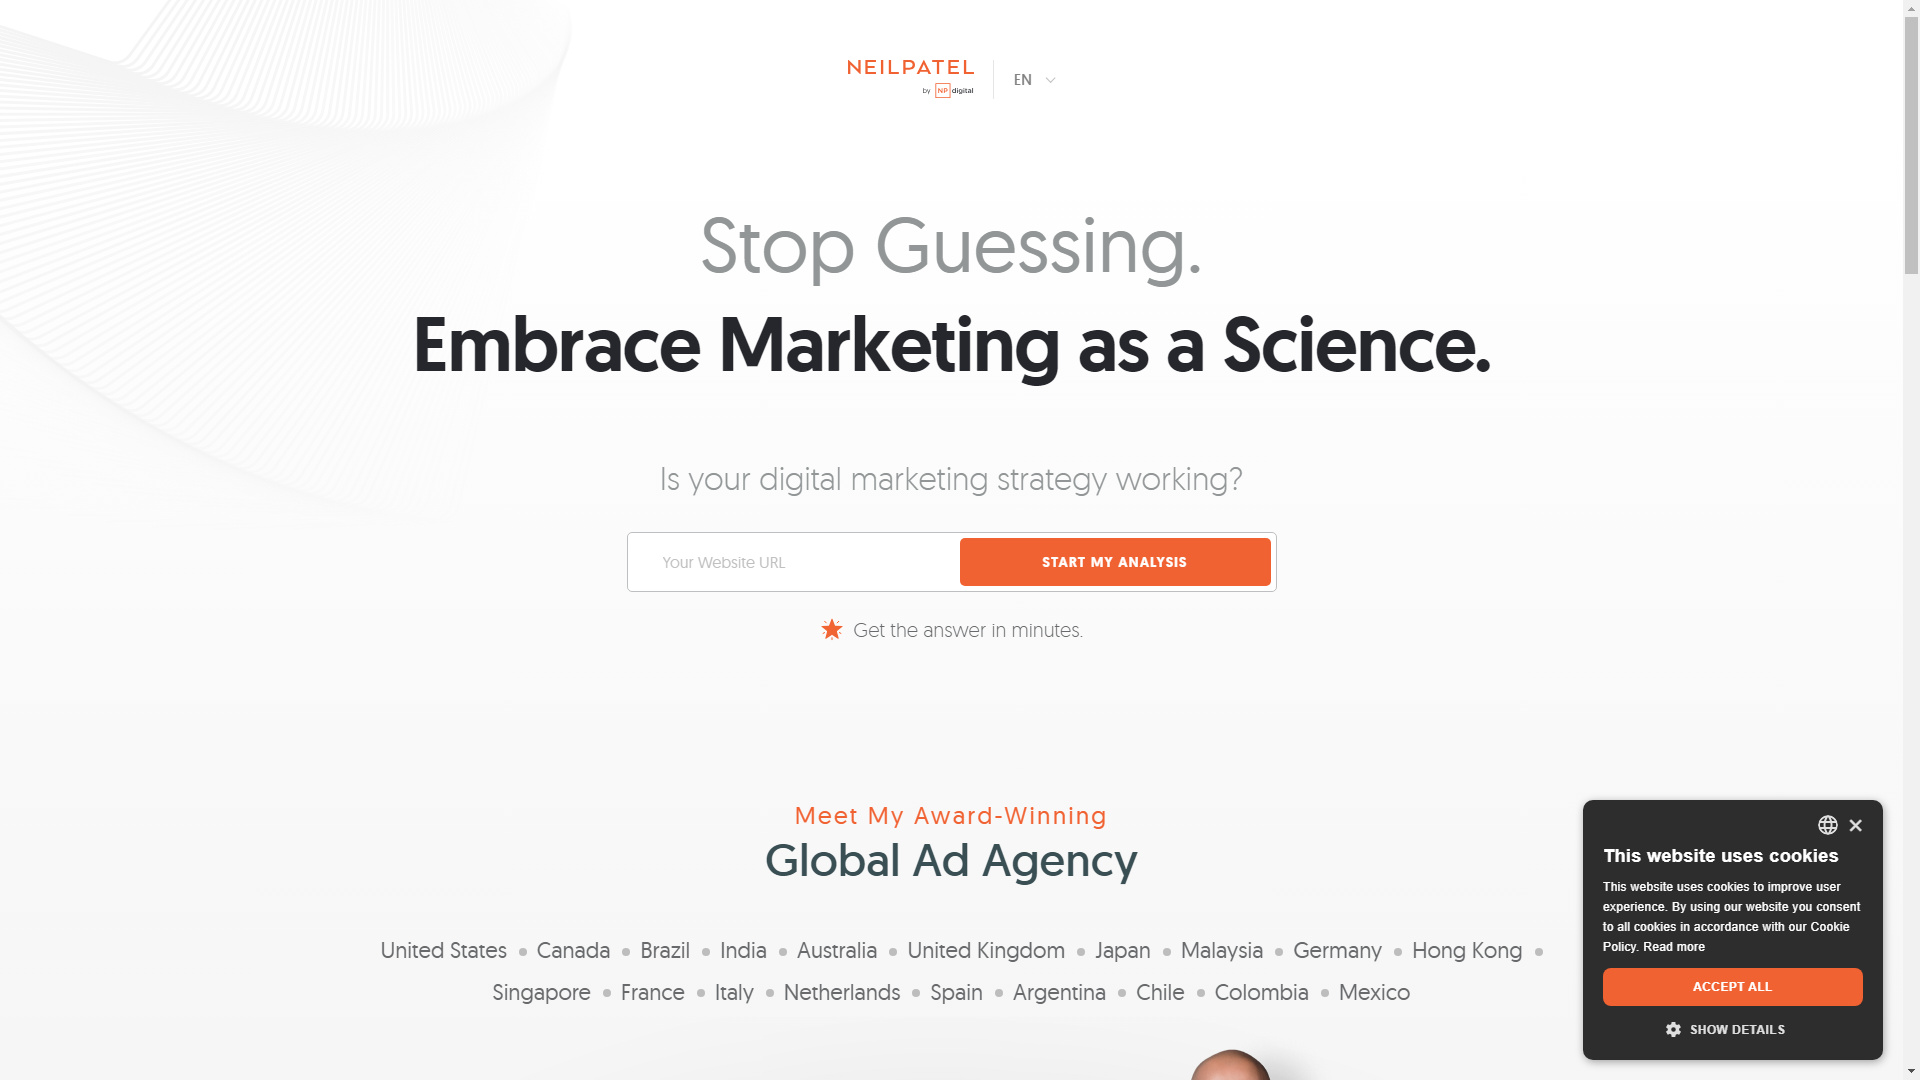 NEILPATEL
by NP digital
EN
Stop Guessing.
Embrace Marketing as a Science.
Is your digital marketing strategy working?
Your Website URL
START MY ANALYSIS
Get the answer in minutes.
Meet My Award-Winning
Global Ad Agency
United States • Canada • Brazil • India • Australia • United Kingdom • Japan • Malaysia • Germany • Hong Kong •
Singapore • France • Italy • Netherlands • Spain • Argentina • Chile • Colombia • Mexico
This website uses cookies
This website uses cookies to improve user
experience. By using our website you consent
to all cookies in accordance with our Cookie
Policy. Read more
ACCEPT ALL
SHOW DETAILS